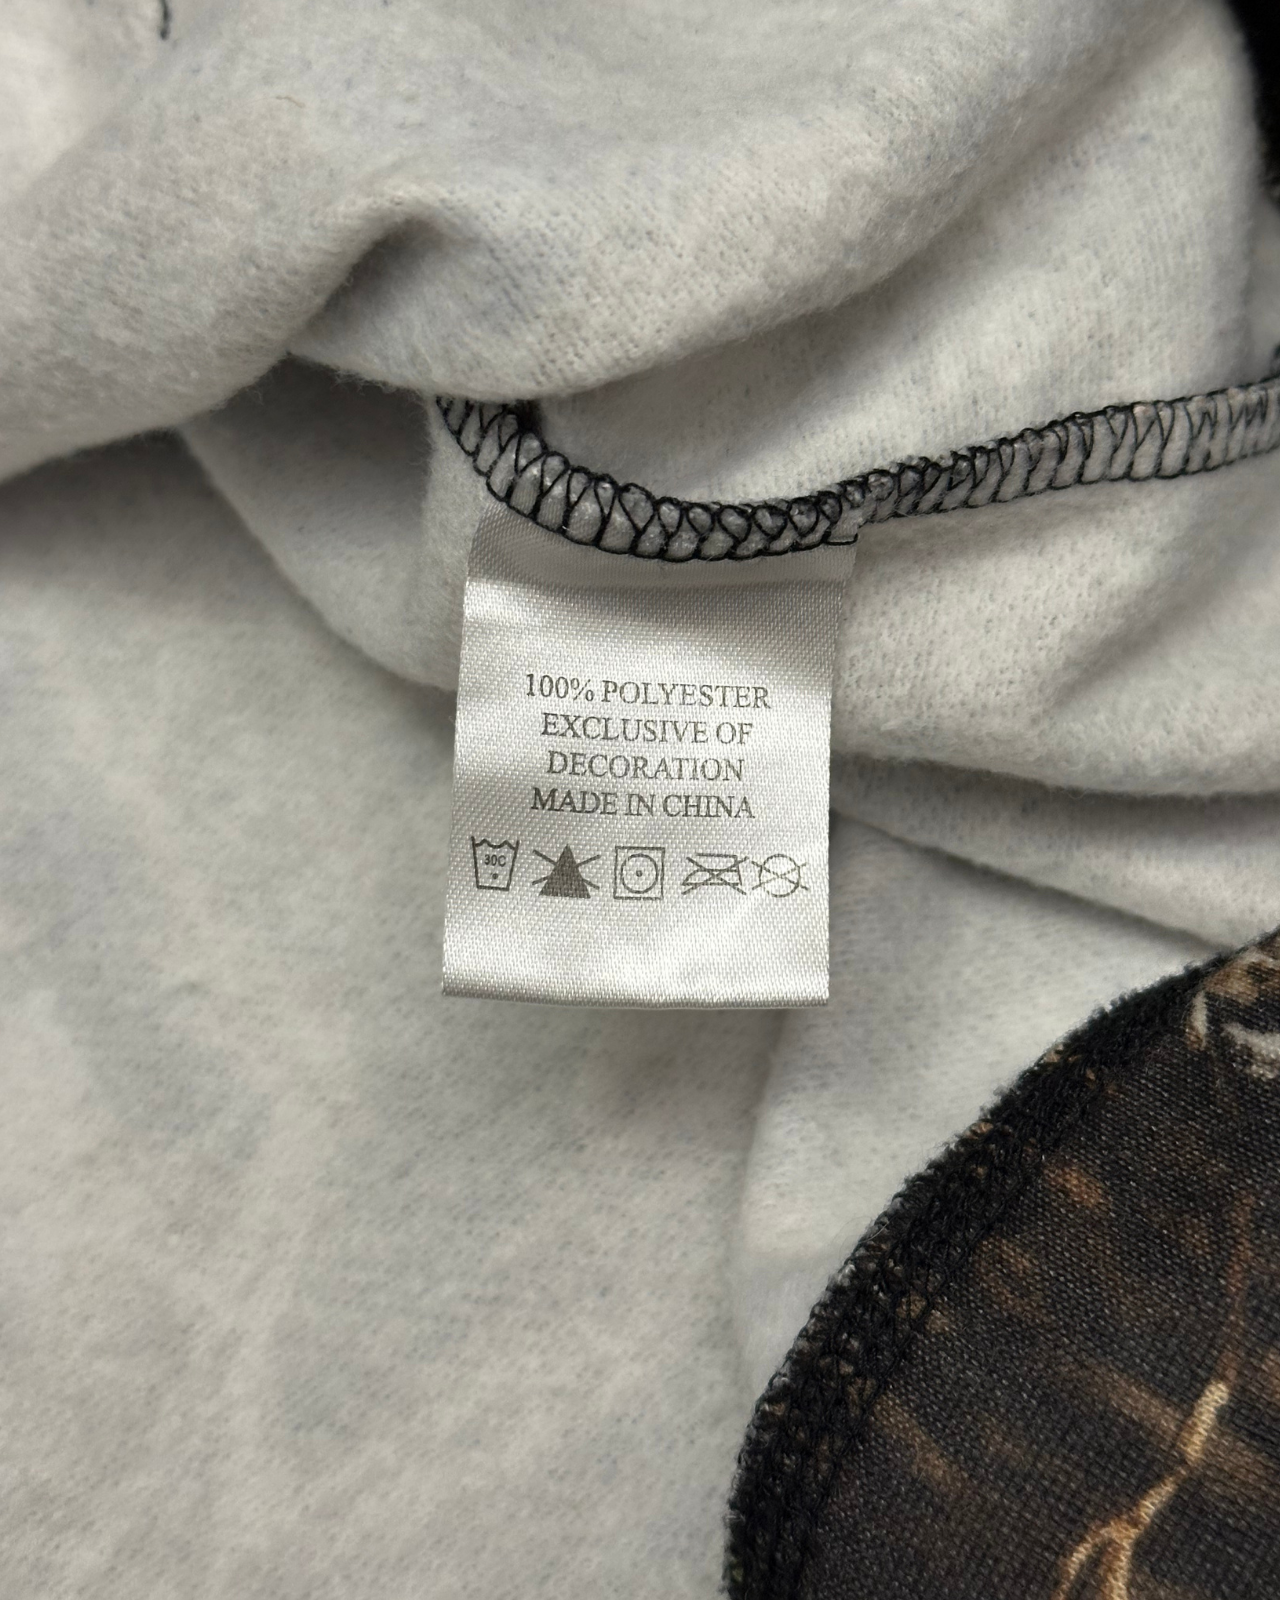 100% POLYESTER
EXCLUSIVE OF
DECORATION
MADE IN CHINA
30C